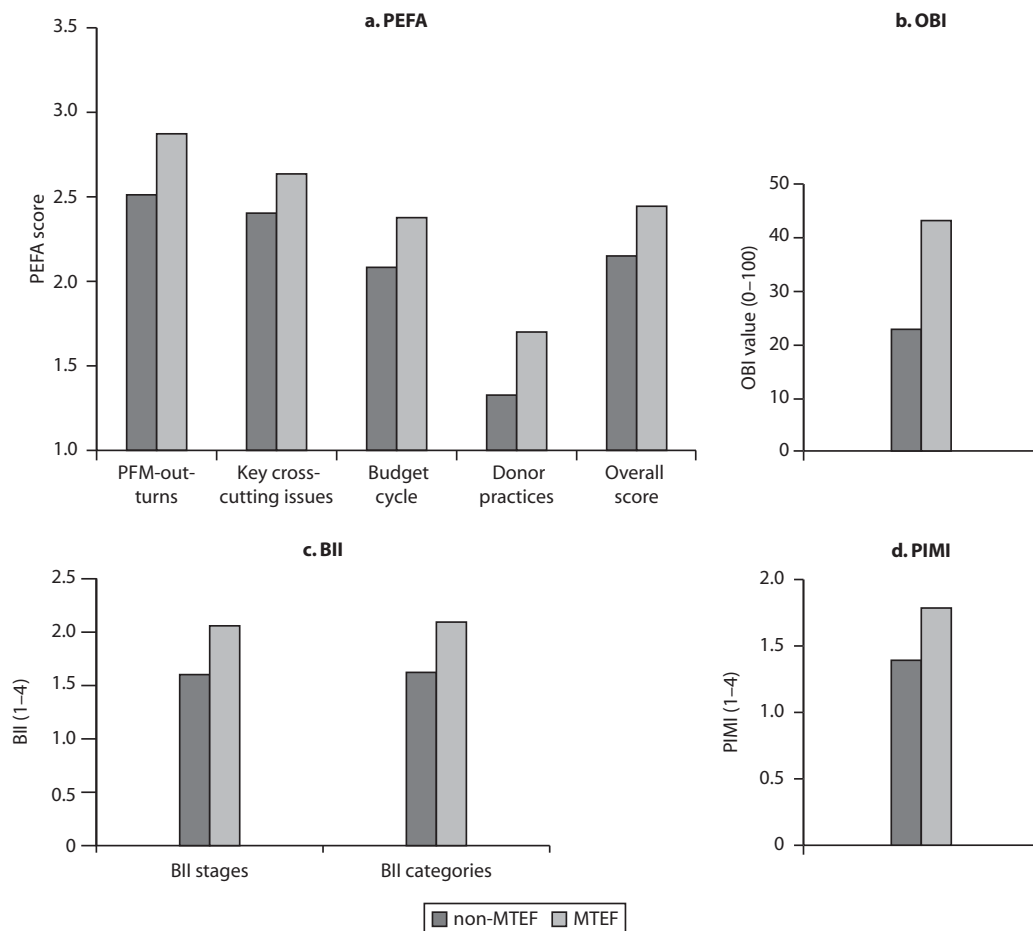 a. PEFA
3.5
3.0
2.5
2.0
1.5
1.0
PEFA score
PFM-out-
turns
Key cross-
cutting issues
Budget
cycle
Donor
practices
Overall
score
b. OBI
50
40
30
20
10
0
OBI value (0–100)
c. BII
2.5
2.0
1.5
1.0
0.5
0
BII (1–4)
BII stages
BII categories
d. PIMI
2.0
1.5
1.0
0.5
0
PIMI (1–4)
non-MTEF
MTEF